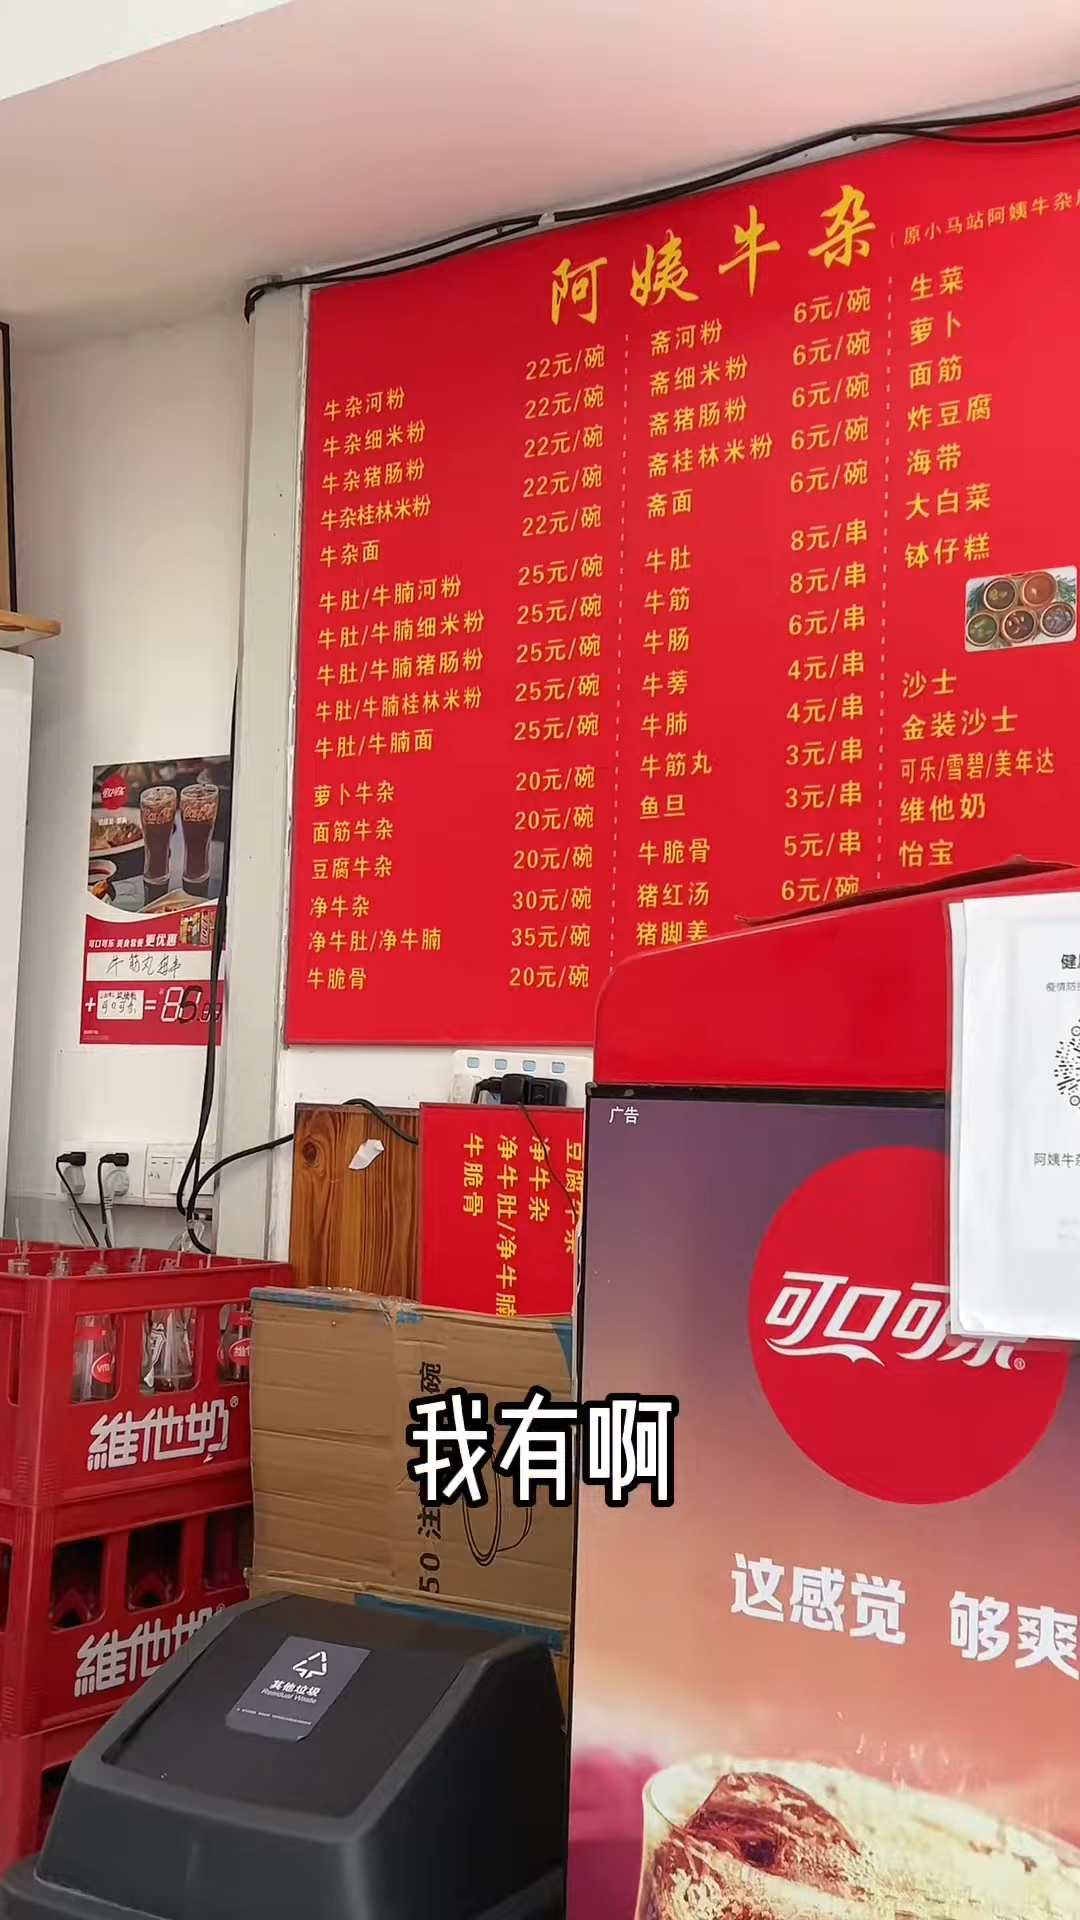 阿姨牛杂
(原小马站阿姨牛杂
牛杂河粉 22元/碗
牛杂细米粉 22元/碗
牛杂猪肠粉 22元/碗
牛杂桂林米粉 22元/碗
牛杂面 22元/碗
牛肚/牛腩河粉 25元/碗
牛肚/牛腩细米粉 25元/碗
牛肚/牛腩猪肠粉 25元/碗
牛肚/牛腩桂林米粉 25元/碗
牛肚/牛腩面 25元/碗
萝卜牛杂 20元/碗
面筋牛杂 20元/碗
豆腐牛杂 20元/碗
净牛杂 30元/碗
净牛肚/净牛腩 35元/碗
牛脆骨 20元/碗
斋河粉 6元/碗
斋细米粉 6元/碗
斋猪肠粉 6元/碗
斋桂林米粉 6元/碗
斋面 6元/碗
牛肚 8元/串
牛筋 8元/串
牛肠 6元/串
牛蒡 4元/串
牛肺 4元/串
牛筋丸 3元/串
鱼旦 3元/串
牛脆骨 5元/串
猪红汤 6元/碗
猪脚姜
生菜
萝卜
面筋
炸豆腐
海带
大白菜
钵仔糕
沙士
金装沙士
可乐/雪碧/美年达
维他奶
怡宝
可口可乐
可口可乐 美食套餐 更优惠
牛筋丸
+ 可口可乐 =
豆腐牛杂
净牛杂
净牛肚/净牛腩
牛脆骨
广告
可口可乐
这感觉 够爽
阿姨牛杂
維他奶
維他奶
碗
50 注
我有啊
其他垃圾
Residual Waste